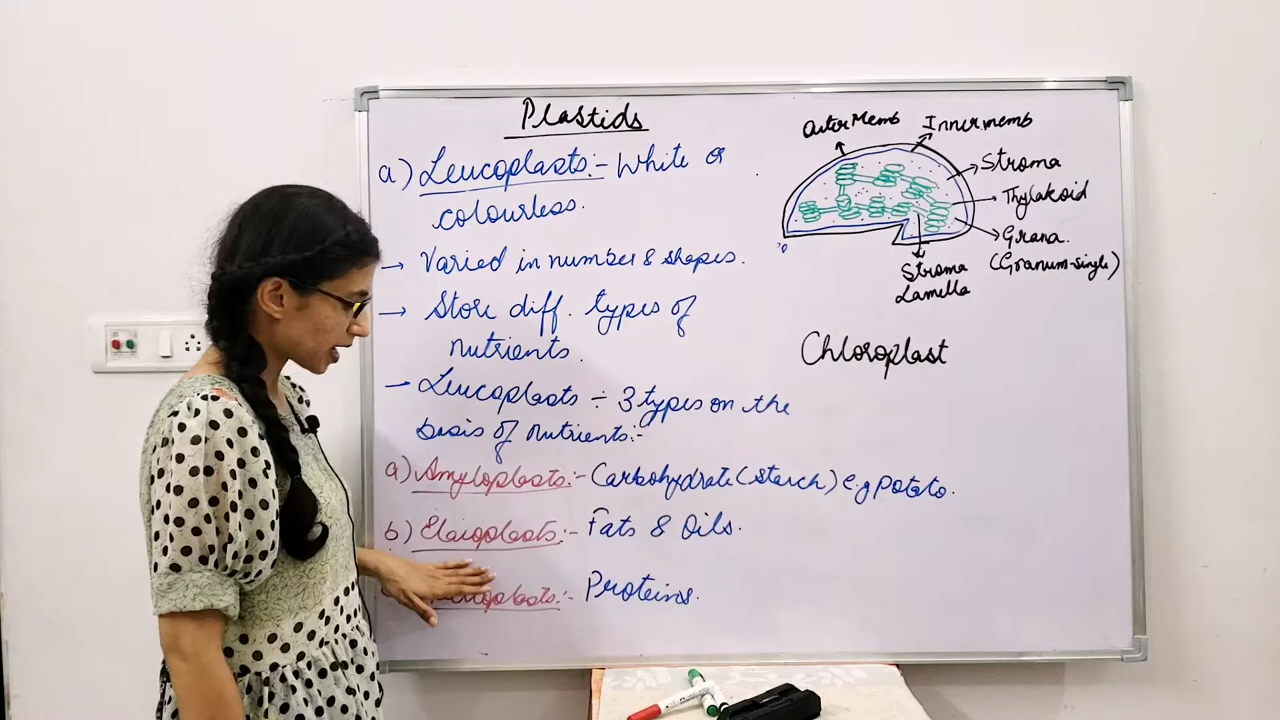 Plastids
a) Leucoplasts:- White or
colourless.
→ Varied in number & shapes.
→ Store diff. types of
nutrients.
→ Leucoplasts ÷ 3 types on the
basis of nutrients:-
a) Amyloplasts:- Carbohydrate (starch) e.g potato.
b) Elaioplasts:- Fats & Oils.
Proteins.
Outer Memb
Inner memb
Stroma
Thylakoid
Grana.
(Granum-single)
Stroma
Lamella
Chloroplast